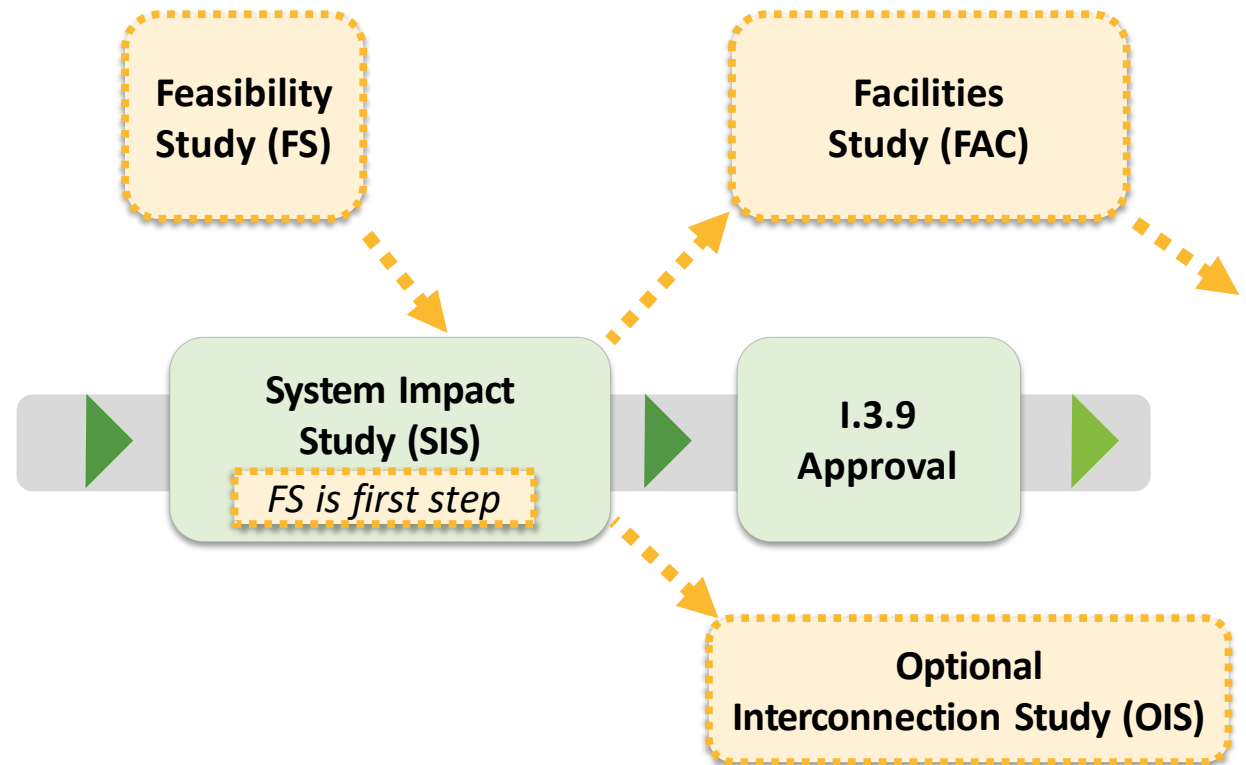 Feasibility
Study (FS)
Facilities
Study (FAC)
System Impact
Study (SIS)
FS is first step
I.3.9
Approval
Optional
Interconnection Study (OIS)